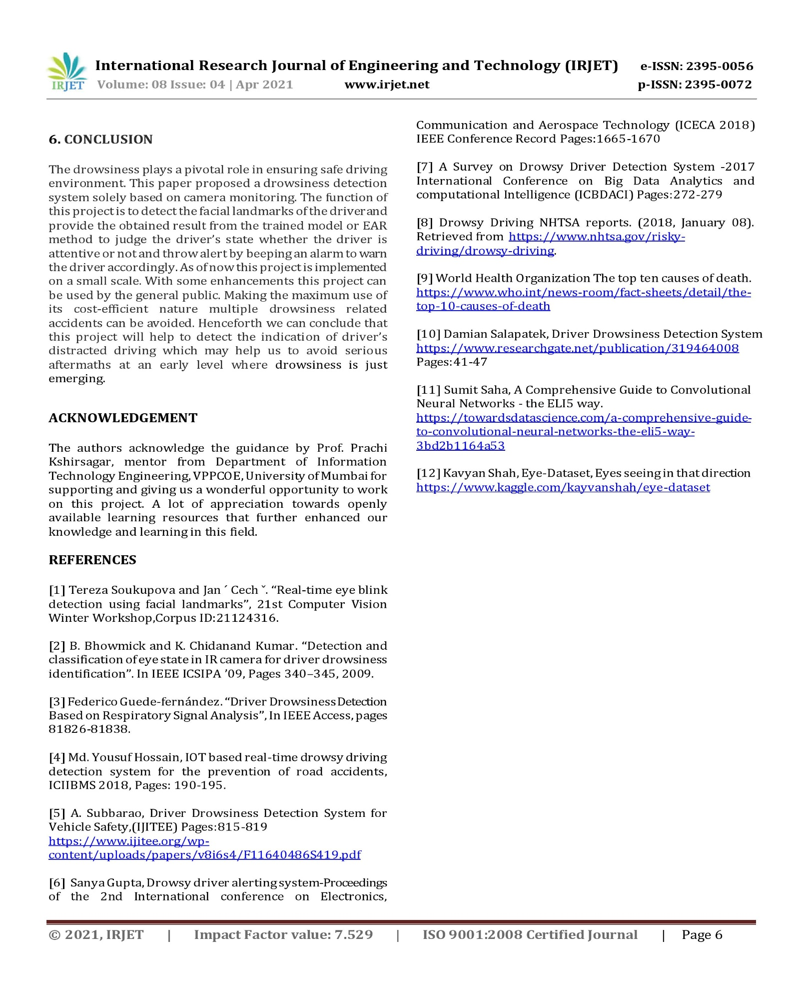 International Research Journal of Engineering and Technology (IRJET) e-ISSN: 2395-0056
IRJET Volume: 08 Issue: 04 | Apr 2021 www.irjet.net p-ISSN: 2395-0072
6. CONCLUSION
The drowsiness plays a pivotal role in ensuring safe driving
environment. This paper proposed a drowsiness detection
system solely based on camera monitoring. The function of
this project is to detect the facial landmarks of the driver and
provide the obtained result from the trained model or EAR
method to judge the driver’s state whether the driver is
attentive or not and throw alert by beeping an alarm to warn
the driver accordingly. As of now this project is implemented
on a small scale. With some enhancements this project can
be used by the general public. Making the maximum use of
its cost-efficient nature multiple drowsiness related
accidents can be avoided. Henceforth we can conclude that
this project will help to detect the indication of driver’s
distracted driving which may help us to avoid serious
aftermaths at an early level where drowsiness is just
emerging.
ACKNOWLEDGEMENT
The authors acknowledge the guidance by Prof. Prachi
Kshirsagar, mentor from Department of Information
Technology Engineering, VPPCOE, University of Mumbai for
supporting and giving us a wonderful opportunity to work
on this project. A lot of appreciation towards openly
available learning resources that further enhanced our
knowledge and learning in this field.
REFERENCES
[1] Tereza Soukupova and Jan ´ Cech ˇ. “Real-time eye blink
detection using facial landmarks”, 21st Computer Vision
Winter Workshop,Corpus ID:21124316.
[2] B. Bhowmick and K. Chidanand Kumar. “Detection and
classification of eye state in IR camera for driver drowsiness
identification”. In IEEE ICSIPA ’09, Pages 340–345, 2009.
[3] Federico Guede-fernández. “Driver Drowsiness Detection
Based on Respiratory Signal Analysis”, In IEEE Access, pages
81826-81838.
[4] Md. Yousuf Hossain, IOT based real-time drowsy driving
detection system for the prevention of road accidents,
ICIIBMS 2018, Pages: 190-195.
[5] A. Subbarao, Driver Drowsiness Detection System for
Vehicle Safety,(IJITEE) Pages:815-819
https://www.ijitee.org/wp-
content/uploads/papers/v8i6s4/F11640486S419.pdf
[6] Sanya Gupta, Drowsy driver alerting system-Proceedings
of the 2nd International conference on Electronics,
Communication and Aerospace Technology (ICECA 2018)
IEEE Conference Record Pages:1665-1670
[7] A Survey on Drowsy Driver Detection System -2017
International Conference on Big Data Analytics and
computational Intelligence (ICBDACI) Pages:272-279
[8] Drowsy Driving NHTSA reports. (2018, January 08).
Retrieved from https://www.nhtsa.gov/risky-
driving/drowsy-driving.
[9] World Health Organization The top ten causes of death.
https://www.who.int/news-room/fact-sheets/detail/the-
top-10-causes-of-death
[10] Damian Salapatek, Driver Drowsiness Detection System
https://www.researchgate.net/publication/319464008
Pages:41-47
[11] Sumit Saha, A Comprehensive Guide to Convolutional
Neural Networks - the ELI5 way.
https://towardsdatascience.com/a-comprehensive-guide-
to-convolutional-neural-networks-the-eli5-way-
3bd2b1164a53
[12] Kavyan Shah, Eye-Dataset, Eyes seeing in that direction
https://www.kaggle.com/kayvanshah/eye-dataset
© 2021, IRJET | Impact Factor value: 7.529 | ISO 9001:2008 Certified Journal | Page 6